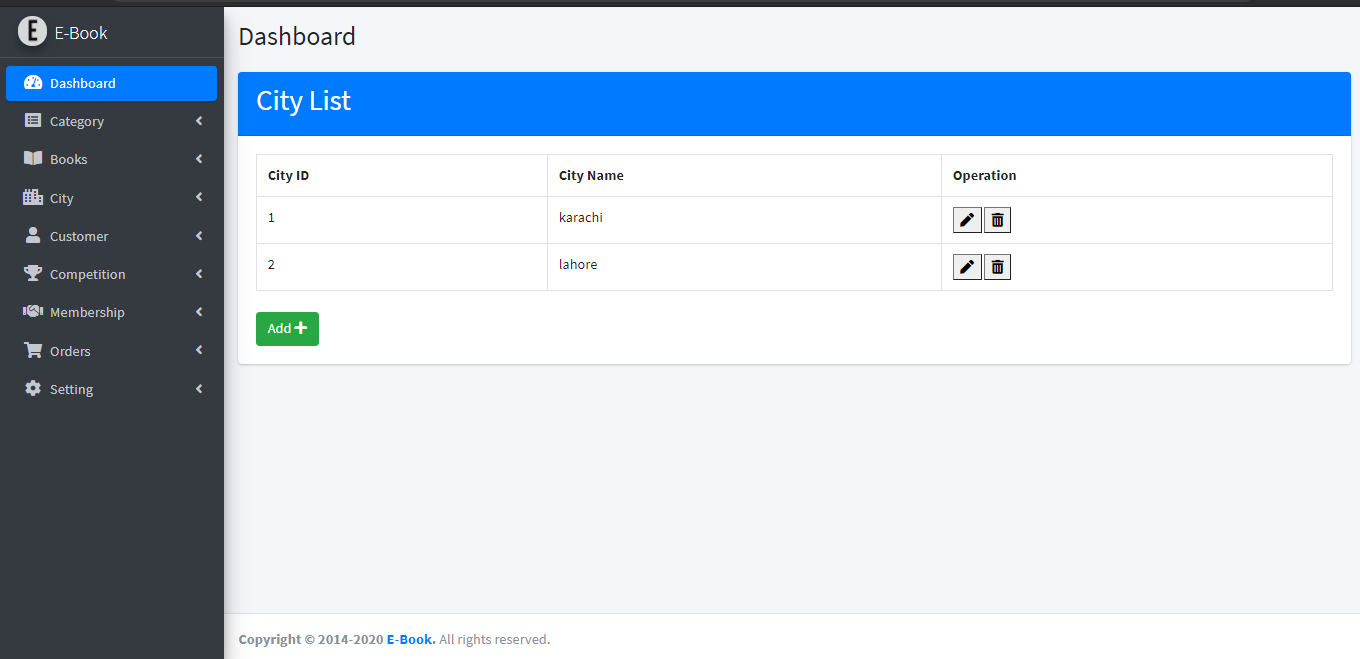 E E-Book
Dashboard
Category
Books
City
Customer
Competition
Membership
Orders
Setting
Dashboard
City List
City ID City Name Operation
1 karachi
2 lahore
Add
Copyright © 2014-2020 E-Book. All rights reserved.